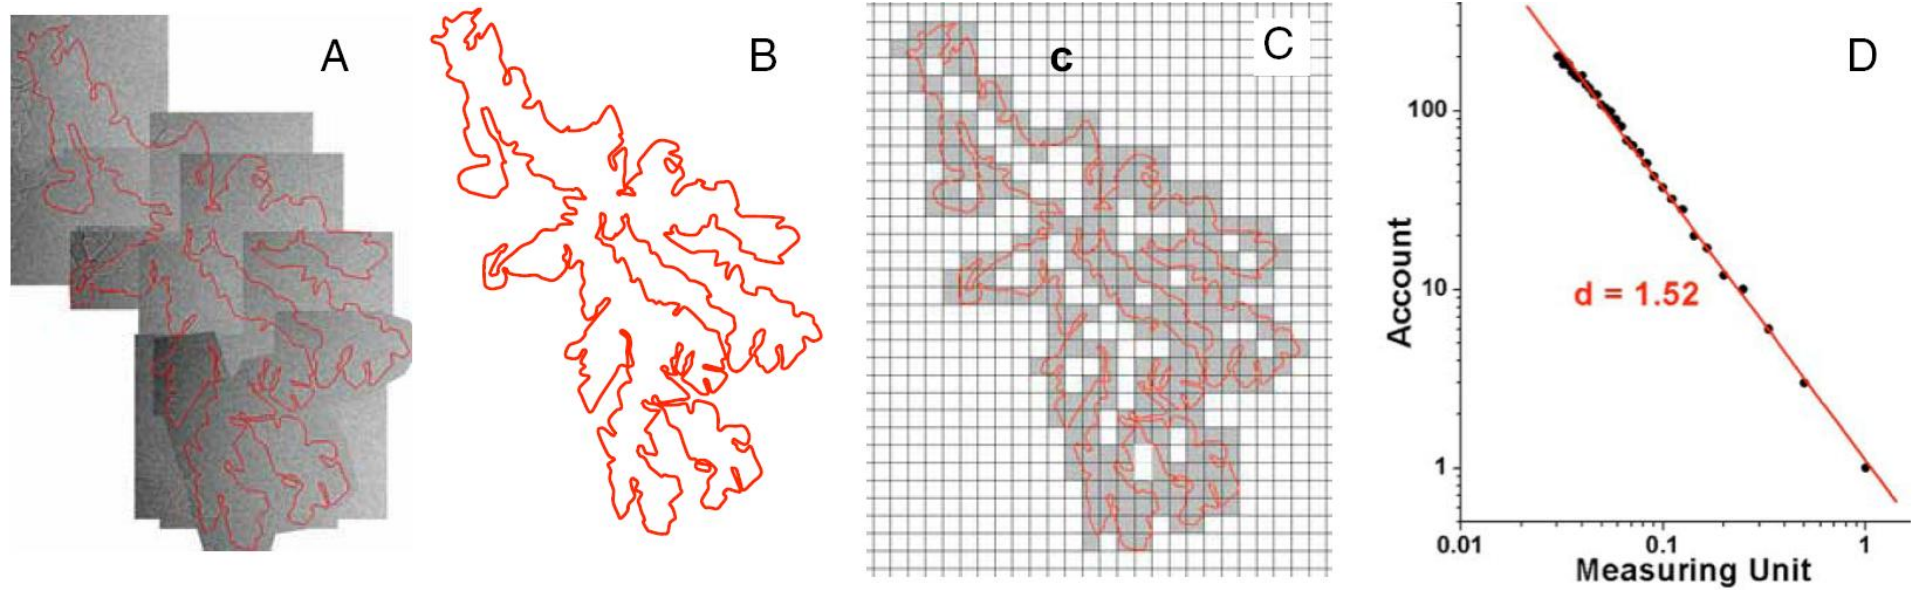 A
B
c
C
D
100
10
1
Account
d = 1.52
0.01
0.1
1
Measuring Unit